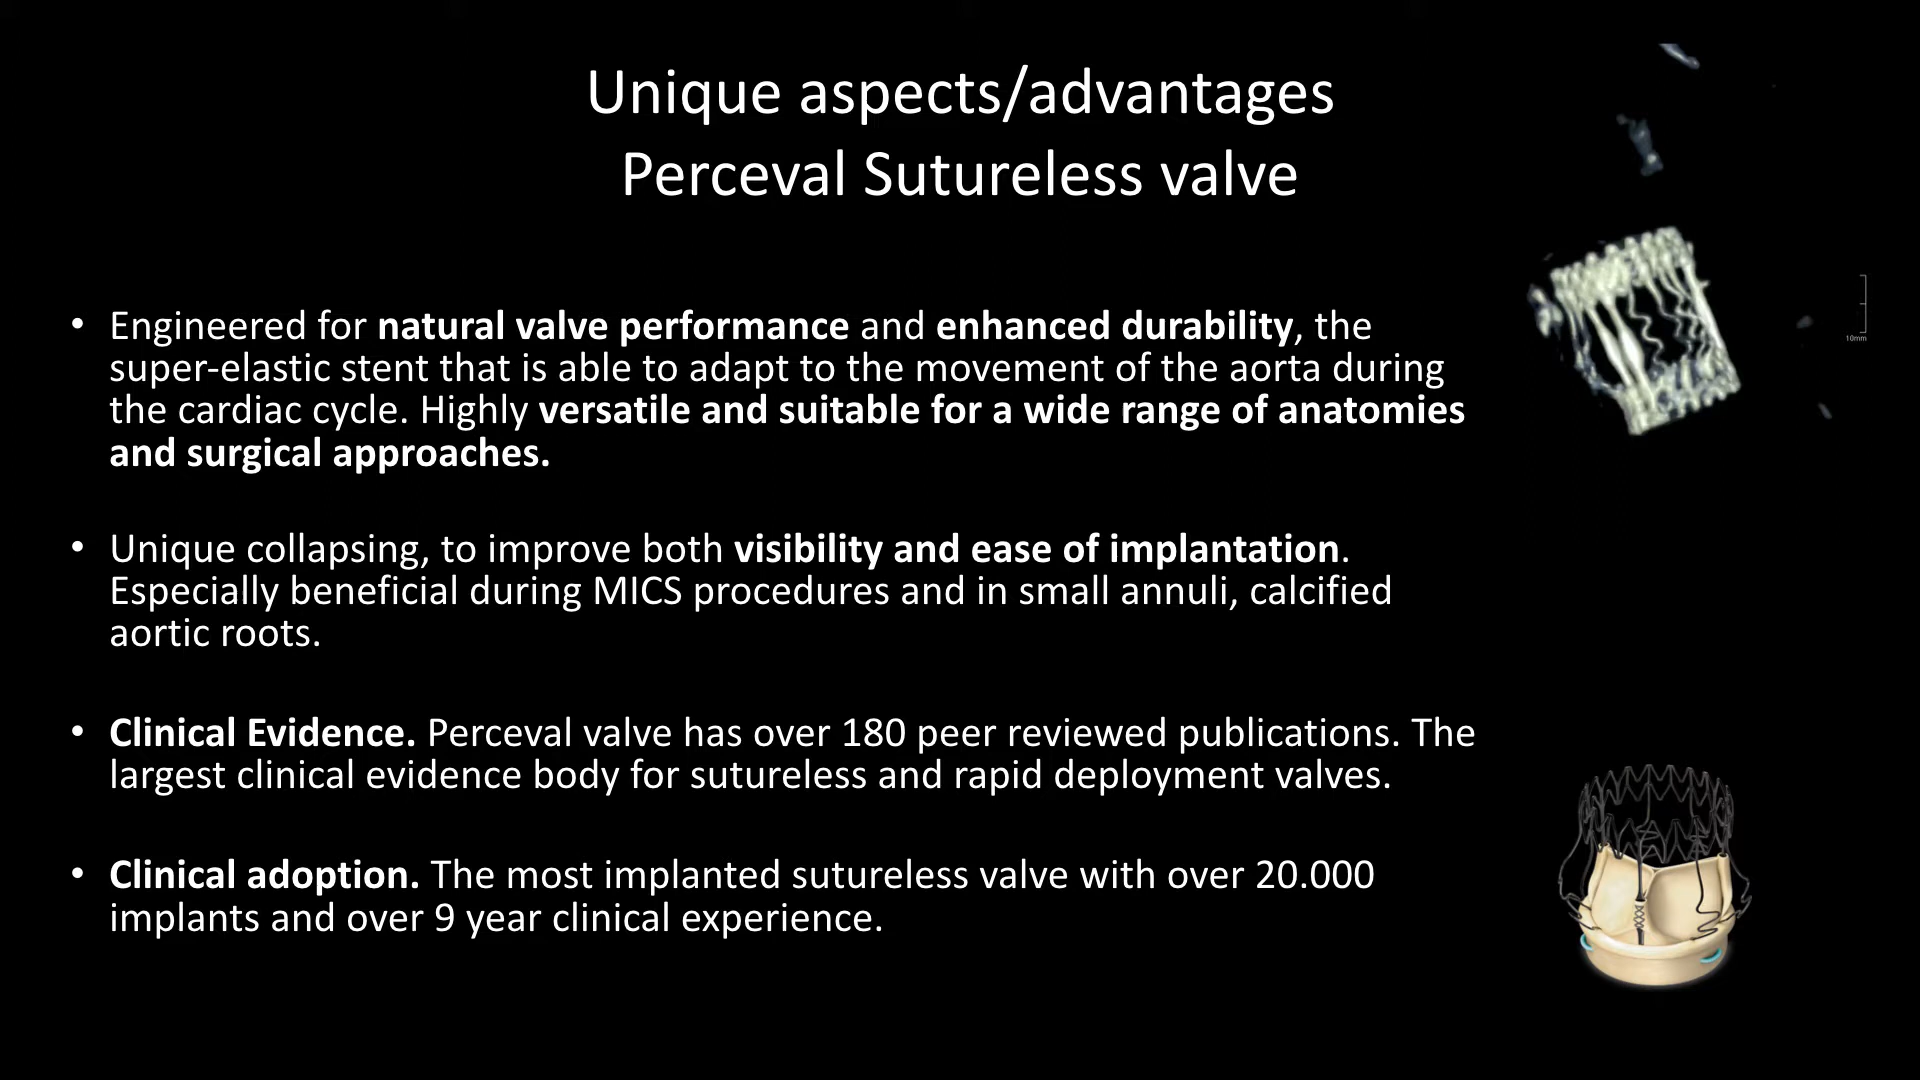 Unique aspects/advantages
Perceval Sutureless valve
• Engineered for natural valve performance and enhanced durability, the
super-elastic stent that is able to adapt to the movement of the aorta during
the cardiac cycle. Highly versatile and suitable for a wide range of anatomies
and surgical approaches.
• Unique collapsing, to improve both visibility and ease of implantation.
Especially beneficial during MICS procedures and in small annuli, calcified
aortic roots.
• Clinical Evidence. Perceval valve has over 180 peer reviewed publications. The
largest clinical evidence body for sutureless and rapid deployment valves.
• Clinical adoption. The most implanted sutureless valve with over 20.000
implants and over 9 year clinical experience.
10mm